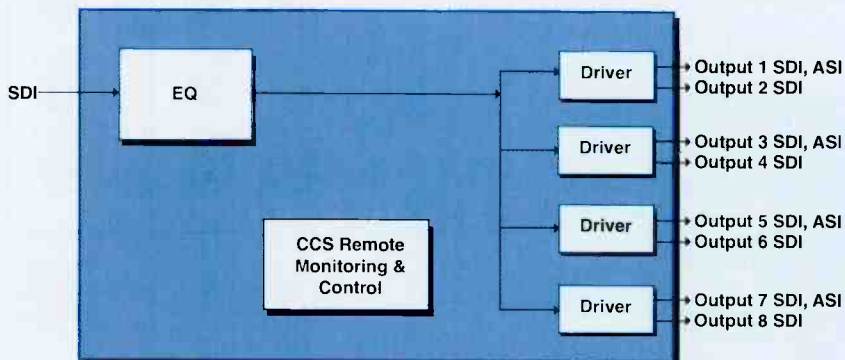 SDI
EQ
Driver
Output 1 SDI, ASI
Output 2 SDI
Driver
Output 3 SDI, ASI
Output 4 SDI
Driver
Output 5 SDI, ASI
Output 6 SDI
CCS Remote
Monitoring &
Control
Driver
Output 7 SDI, ASI
Output 8 SDI